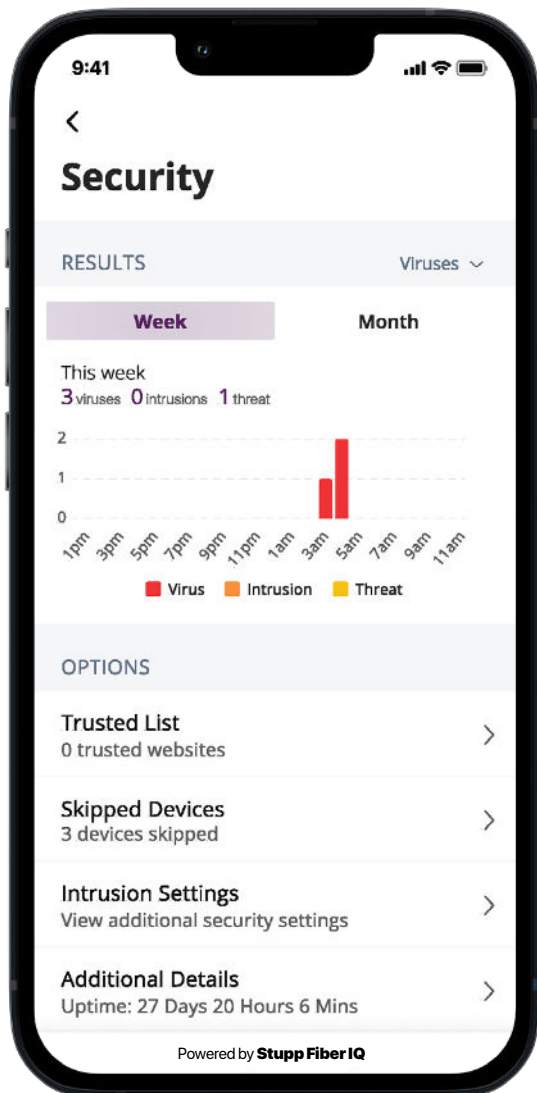 9:41
Security
RESULTS Viruses
Week Month
This week
3 viruses 0 intrusions 1 threat
2
1
0
1pm 3pm 5pm 7pm 9pm 11pm 1am 3am 5am 7am 9am 11am
Virus Intrusion Threat
OPTIONS
Trusted List
0 trusted websites
Skipped Devices
3 devices skipped
Intrusion Settings
View additional security settings
Additional Details
Uptime: 27 Days 20 Hours 6 Mins
Powered by Stupp Fiber IQ